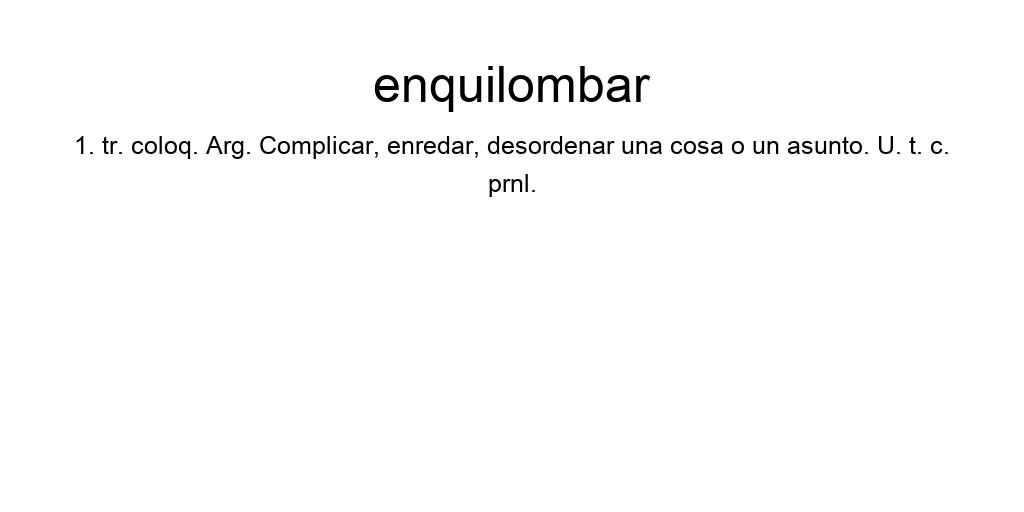 enquilombar
1. tr. coloq. Arg. Complicar, enredar, desordenar una cosa o un asunto. U. t. c.
prnl.